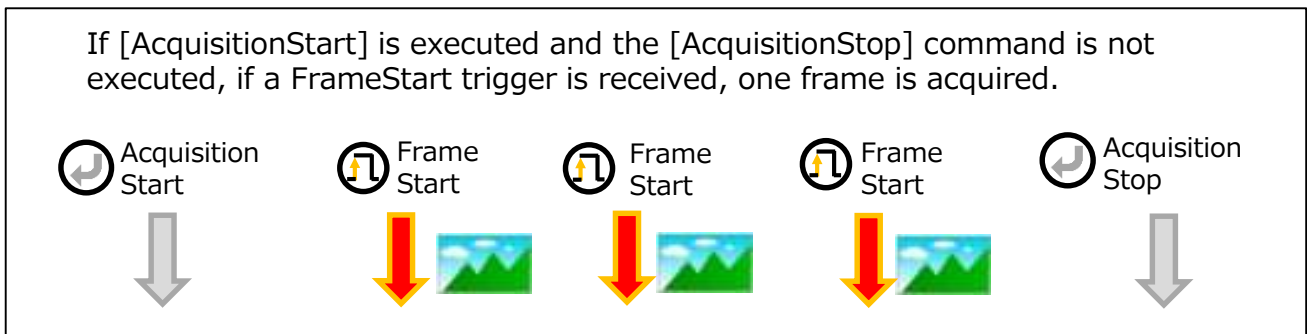 If [AcquisitionStart] is executed and the [AcquisitionStop] command is not
executed, if a FrameStart trigger is received, one frame is acquired.
Acquisition
Start
Frame
Start
Frame
Start
Frame
Start
Acquisition
Stop